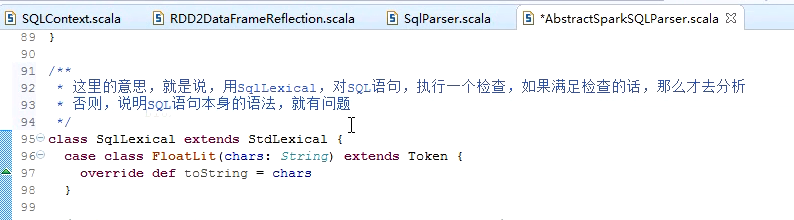 SQLContext.scala RDD2DataFrameReflection.scala SqlParser.scala *AbstractSparkSQLParser.scala
89 }
90
91 /**
92 * 这里的意思，就是说，用SqlLexical，对SQL语句，执行一个检查，如果满足检查的话，那么才去分析
93 * 否则，说明SQL语句本身的语法，就有问题
94 */
95 class SqlLexical extends StdLexical {
96 case class FloatLit(chars: String) extends Token {
97 override def toString = chars
98 }
99